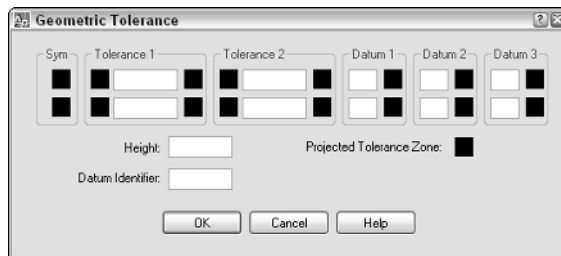 Geometric Tolerance
Sym Tolerance 1 Tolerance 2 Datum 1 Datum 2 Datum 3
Height: Projected Tolerance Zone:
Datum Identifier:
OK Cancel Help